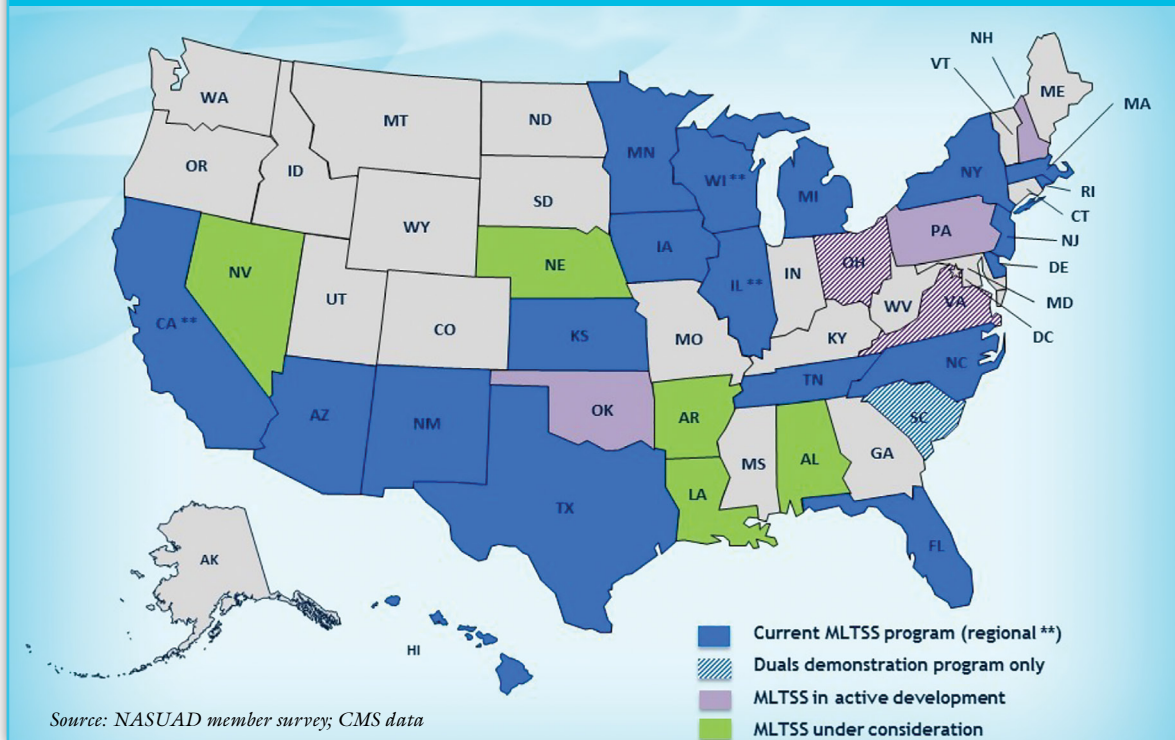 NH
VT
ME
WA
MA
MT
ND
MN
OR
ID
WI **
NY
SD
MI
RI
WY
CT
PA
NJ
IA
OH
NE
NV
DE
IN
IL **
UT
WV
VA
MD
CA **
CO
KS
MO
KY
DC
NC
TN
OK
AZ
NM
AR
SC
GA
MS
AL
LA
TX
FL
AK
HI
Current MLTSS program (regional **)
Duals demonstration program only
MLTSS in active development
Source: NASUAD member survey; CMS data
MLTSS under consideration